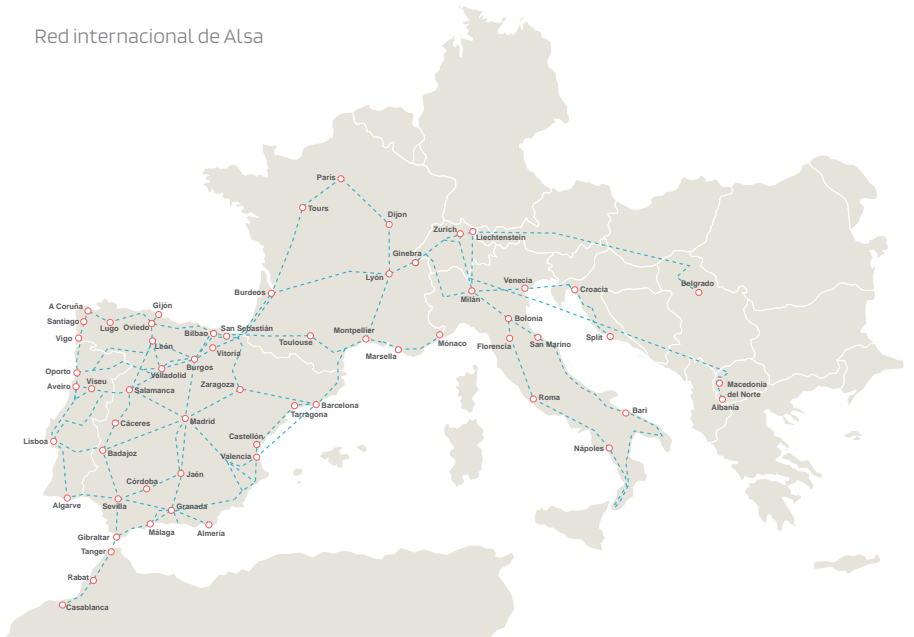 Red internacional de Alsa
Paris
Tours
Dijon
Zurich
Liechtenstein
Ginebra
Lyón
Venecia
Belgrado
Burdeos
Milán
Croacia
A Coruña
Gijón
Santiago
Lugo
Oviedo
Bilbao
San Sebastián
Montpellier
Bolonia
Vigo
León
Vitoria
Toulouse
Marsella
Mónaco
Florencia
San Marino
Split
Burgos
Oporto
Valladolid
Aveiro
Viseu
Salamanca
Zaragoza
Macedonia
del Norte
Albania
Roma
Barcelona
Tarragona
Bari
Cáceres
Madrid
Lisboa
Castellón
Badajoz
Valencia
Nápoles
Córdoba
Jaén
Algarve
Sevilla
Granada
Gibraltar
Málaga
Almería
Tanger
Rabat
Casablanca